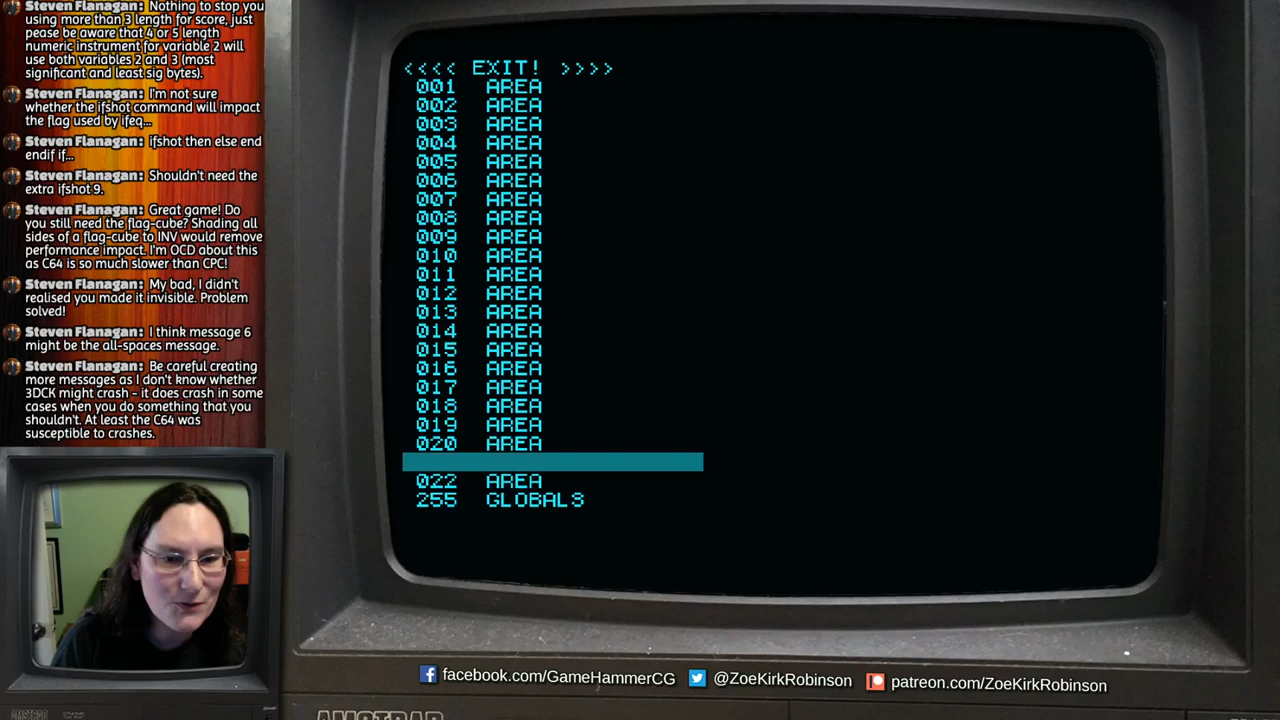 Steven Flanagan: Nothing to stop you
using more than 3 length for score, just
pease be aware that 4 or 5 length
numeric instrument for variable 2 will
use both variables 2 and 3 (most
significant and least sig bytes).
Steven Flanagan: I'm not sure
whether the ifshot command will impact
the flag used by ifeq...
Steven Flanagan: ifshot then else end
endif if...
Steven Flanagan: Shouldn't need the
extra ifshot 9.
Steven Flanagan: Great game! Do
you still need the flag-cube? Shading all
sides of a flag-cube to INV would remove
performance impact. I'm OCD about this
as C64 is so much slower than CPC!
Steven Flanagan: My bad, I didn't
realised you made it invisible. Problem
solved!
Steven Flanagan: I think message 6
might be the all-spaces message.
Steven Flanagan: Be careful creating
more messages as I don't know whether
3DCK might crash - it does crash in some
cases when you do something that you
shouldn't. At least the C64 was
susceptible to crashes.
<<<< EXIT! >>>>
001 AREA
002 AREA
003 AREA
004 AREA
005 AREA
006 AREA
007 AREA
008 AREA
009 AREA
010 AREA
011 AREA
012 AREA
013 AREA
014 AREA
015 AREA
016 AREA
017 AREA
018 AREA
019 AREA
020 AREA
022 AREA
255 GLOBALS
facebook.com/GameHammerCG
@ZoeKirkRobinson
patreon.com/ZoeKirkRobinson
AMSTRAD